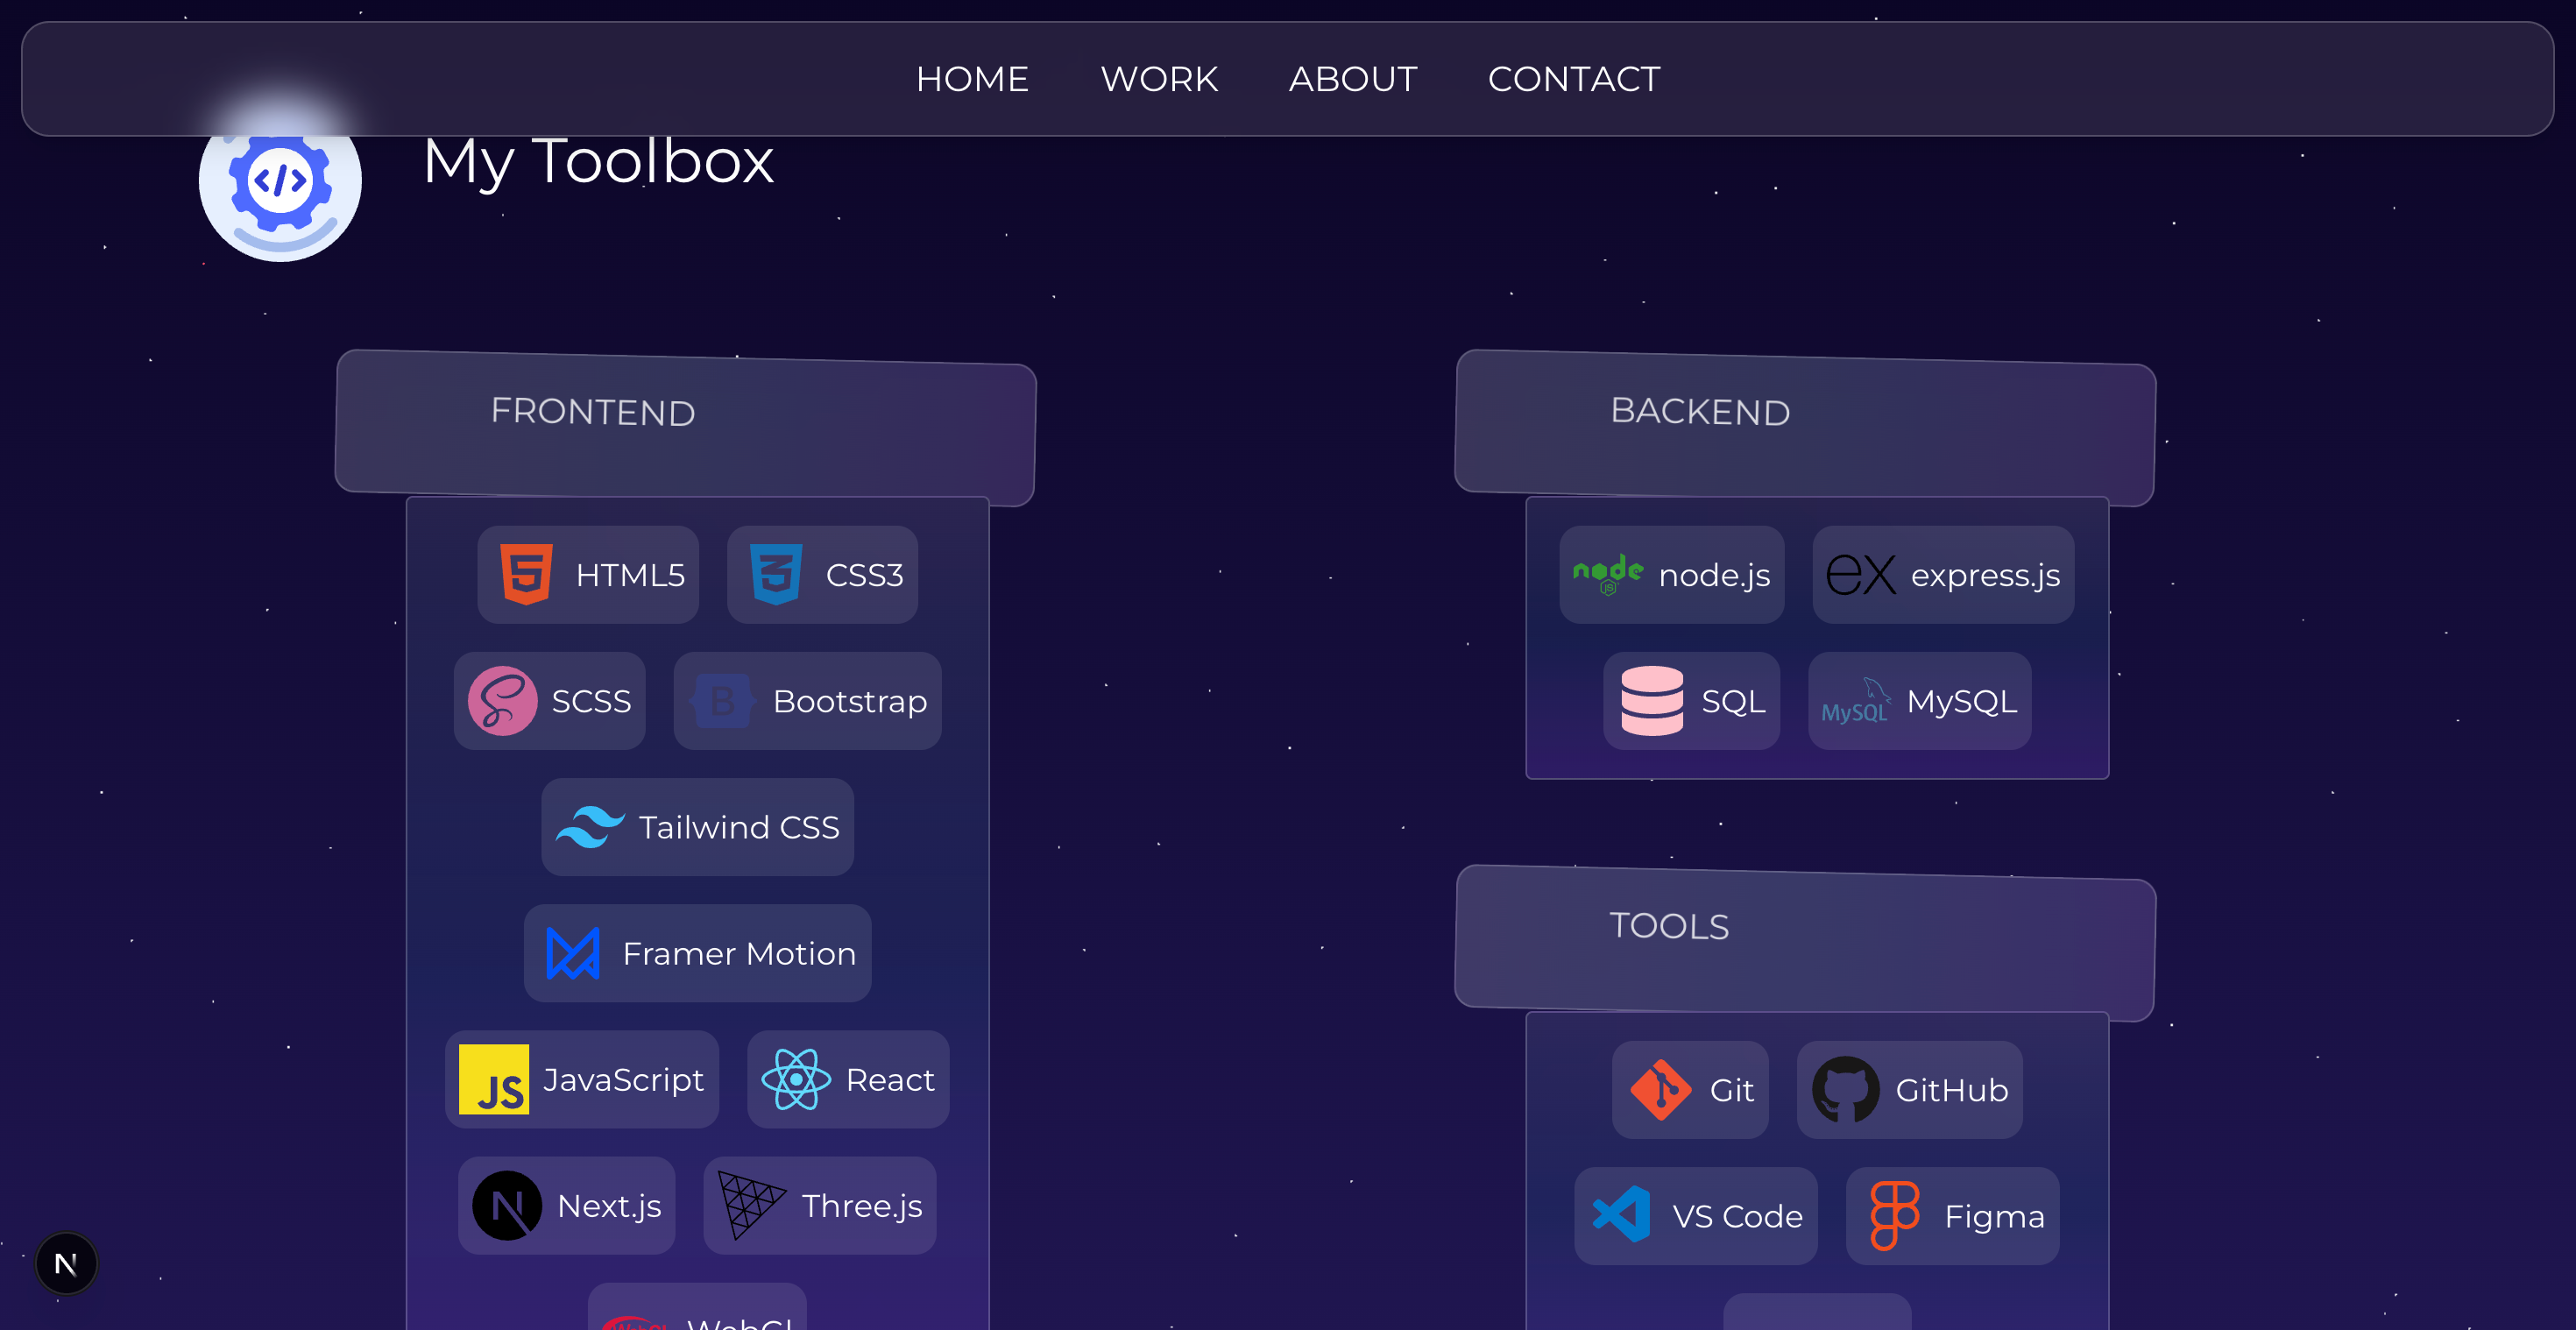 HOME WORK ABOUT CONTACT
</>
My Toolbox
FRONTEND
HTML5
CSS3
SCSS
B Bootstrap
Tailwind CSS
Framer Motion
JS JavaScript
React
N Next.js
Three.js
WebGL
BACKEND
node JS node.js
ex express.js
SQL
MySQL MySQL
TOOLS
Git
GitHub
VS Code
Figma
N